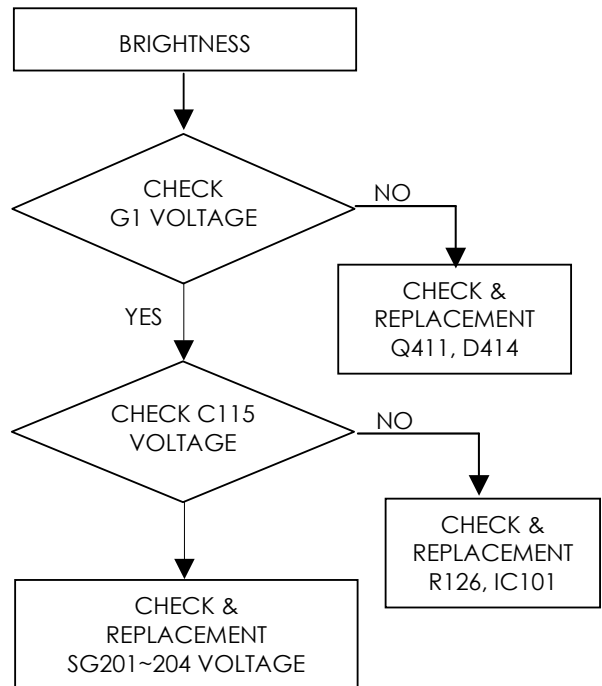 BRIGHTNESS
CHECK
G1 VOLTAGE
NO
CHECK &
REPLACEMENT
Q411, D414
YES
CHECK C115
VOLTAGE
NO
CHECK &
REPLACEMENT
R126, IC101
CHECK &
REPLACEMENT
SG201~204 VOLTAGE